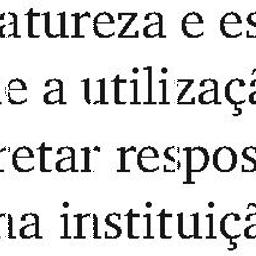 atureza e es
e a utilizaçã
retar respos
na instituiçã